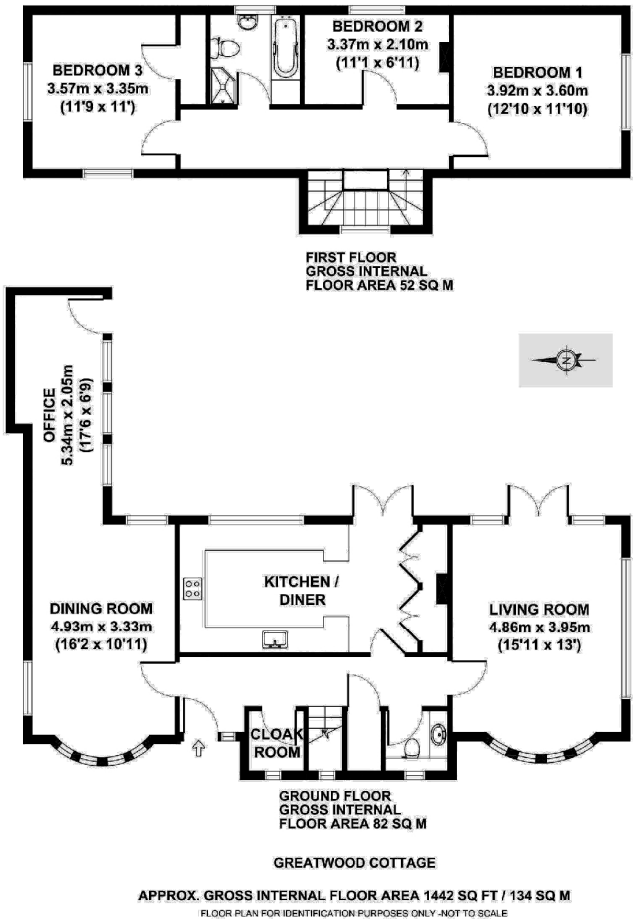 BEDROOM 2
3.37m x 2.10m
(11'1 x 6'11)
BEDROOM 3
3.57m x 3.35m
(11'9 x 11')
BEDROOM 1
3.92m x 3.60m
(12'10 x 11'10)
FIRST FLOOR
GROSS INTERNAL
FLOOR AREA 52 SQ M
N
OFFICE
5.34m x 2.05m
(17'6 x 6'9)
KITCHEN /
DINER
DINING ROOM
4.93m x 3.33m
(16'2 x 10'11)
LIVING ROOM
4.86m x 3.95m
(15'11 x 13')
CLOAK
ROOM
GROUND FLOOR
GROSS INTERNAL
FLOOR AREA 82 SQ M
GREATWOOD COTTAGE
APPROX. GROSS INTERNAL FLOOR AREA 1442 SQ FT / 134 SQ M
FLOOR PLAN FOR IDENTIFICATION PURPOSES ONLY -NOT TO SCALE